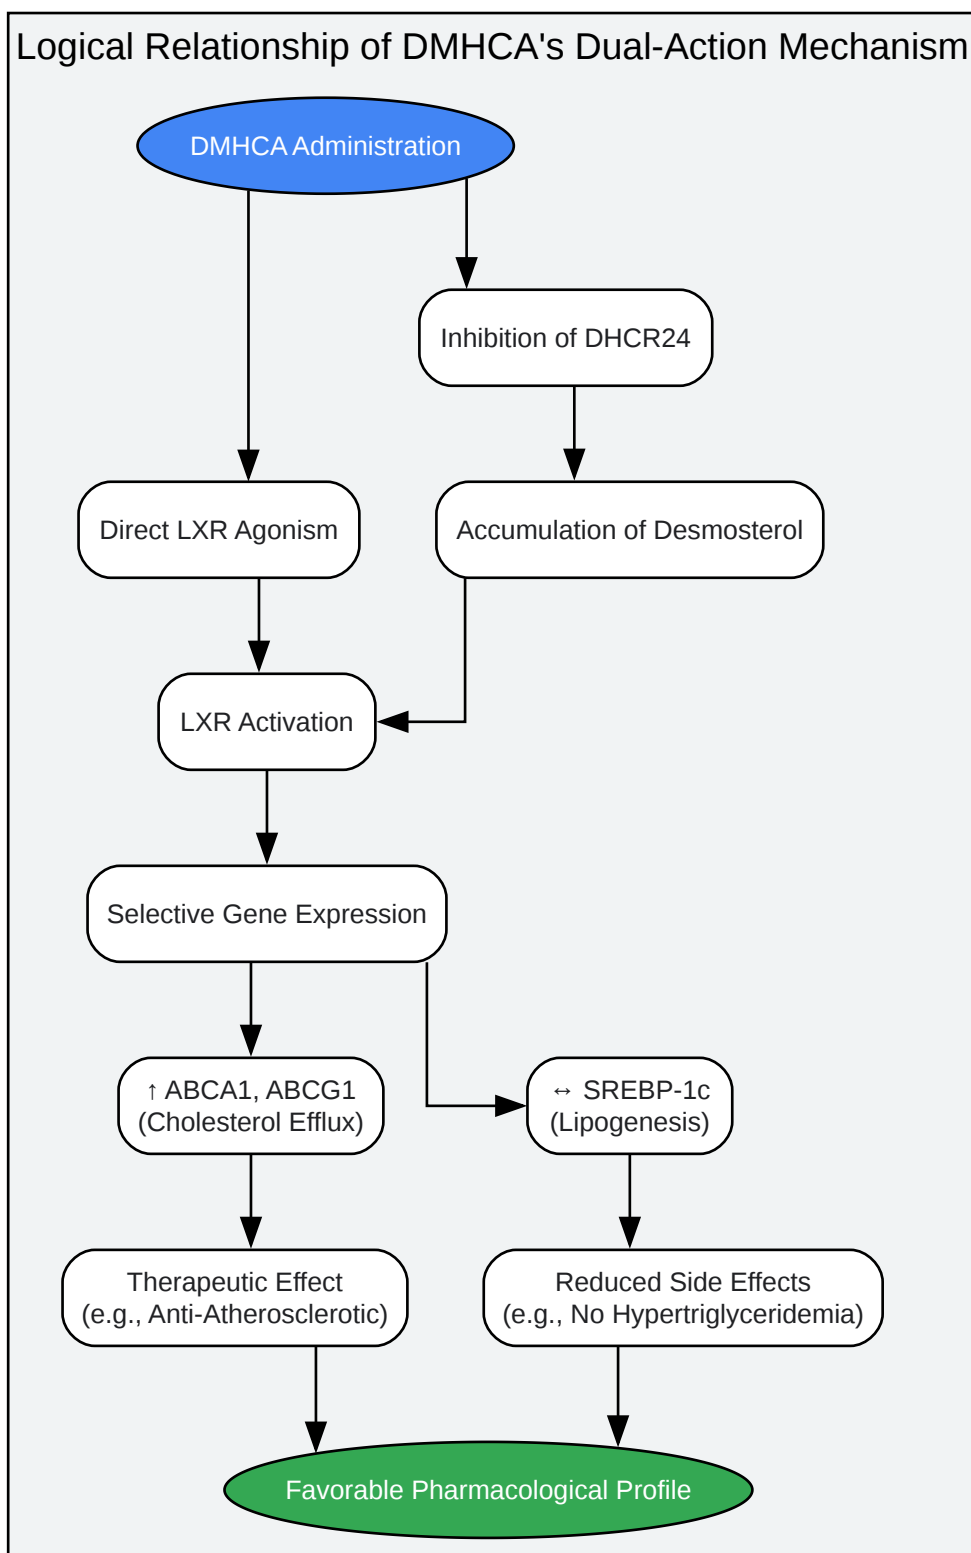 Logical Relationship of DMHCA's Dual-Action Mechanism
DMHCA Administration
Inhibition of DHCR24
Direct LXR Agonism
Accumulation of Desmosterol
LXR Activation
Selective Gene Expression
↑ ABCA1, ABCG1
(Cholesterol Efflux)
↔ SREBP-1c
(Lipogenesis)
Therapeutic Effect
(e.g., Anti-Atherosclerotic)
Reduced Side Effects
(e.g., No Hypertriglyceridemia)
Favorable Pharmacological Profile